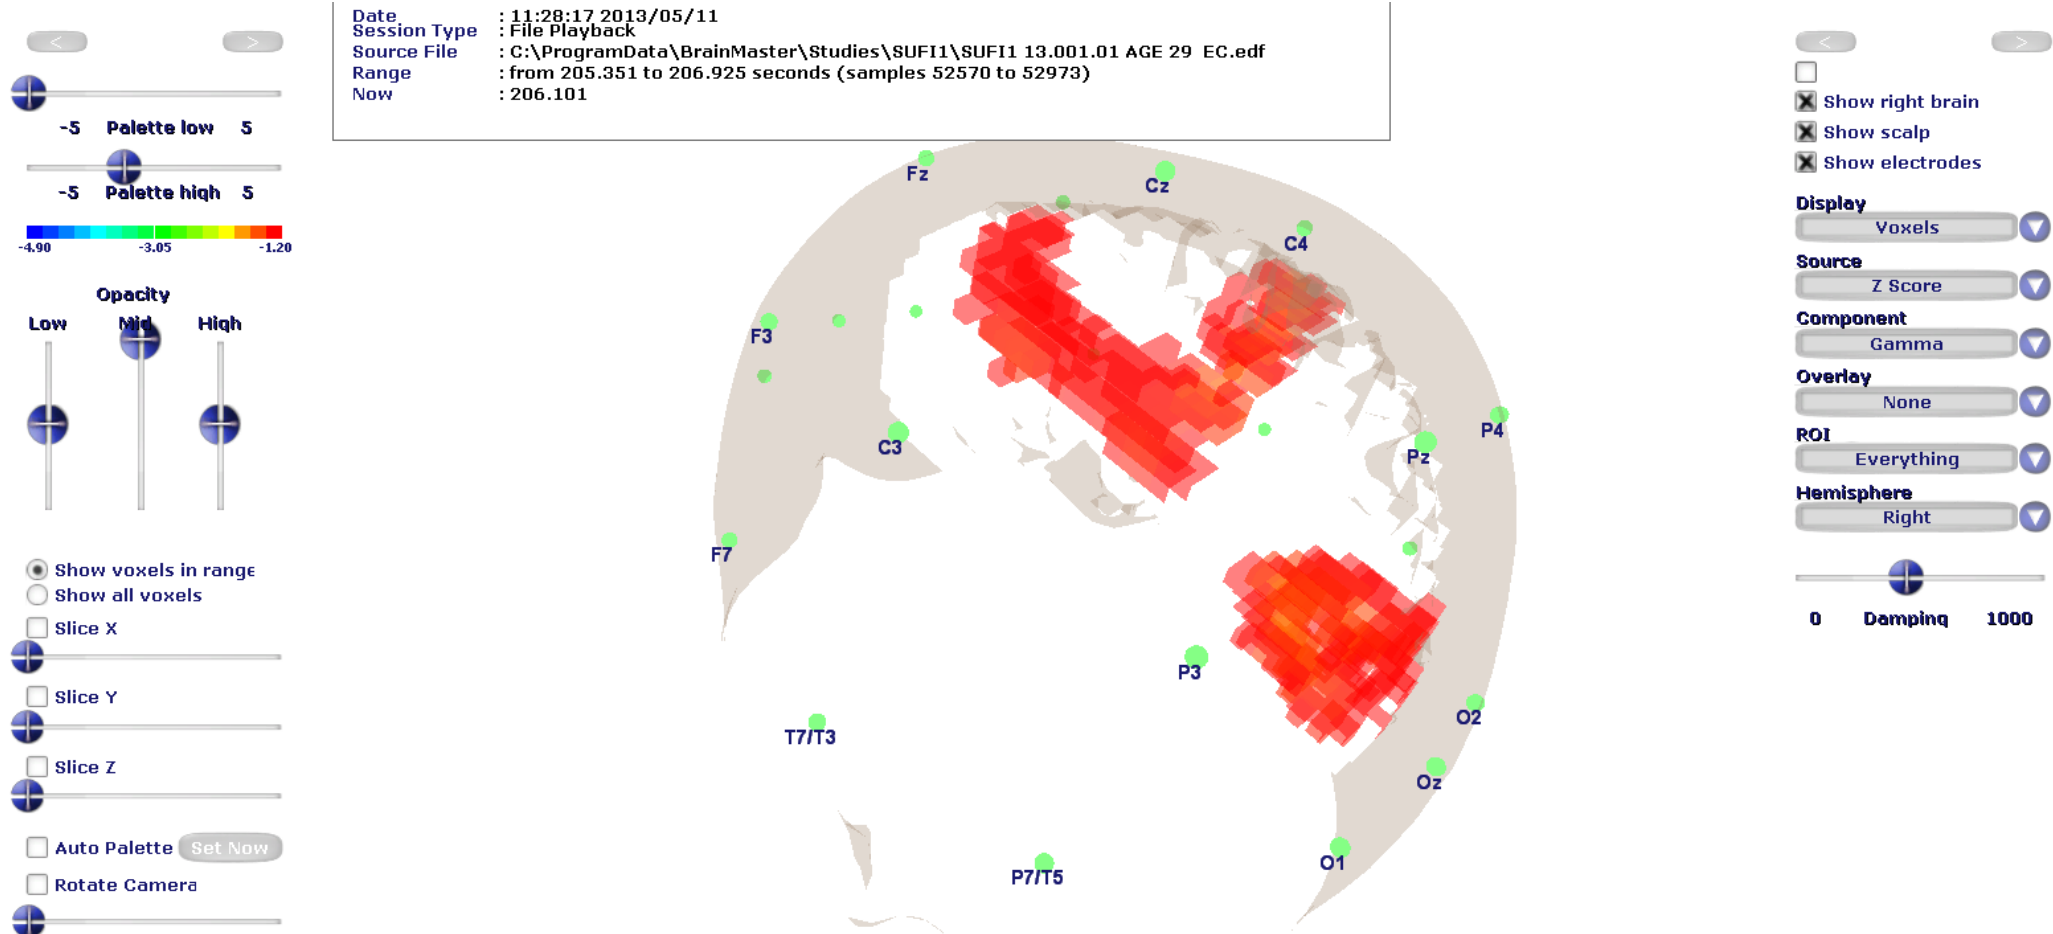 <
>
-5 Palette low 5
-5 Palette high 5
-4.90 -3.05 -1.20
Opacity
Low Mid High
Show voxels in range
Show all voxels
Slice X
Slice Y
Slice Z
Auto Palette Set Now
Rotate Camera
Date : 11:28:17 2013/05/11
Session Type : File Playback
Source File : C:\ProgramData\BrainMaster\Studies\SUFI1\SUFI1 13.001.01 AGE 29 EC.edf
Range : from 205.351 to 206.925 seconds (samples 52570 to 52973)
Now : 206.101
Fz
Cz
C4
F3
C3
Pz
P4
F7
P3
T7/T3
O2
Oz
O1
P7/T5
<
>
Show right brain
Show scalp
Show electrodes
Display
Voxels
Source
Z Score
Component
Gamma
Overlay
None
ROI
Everything
Hemisphere
Right
0 Damping 1000